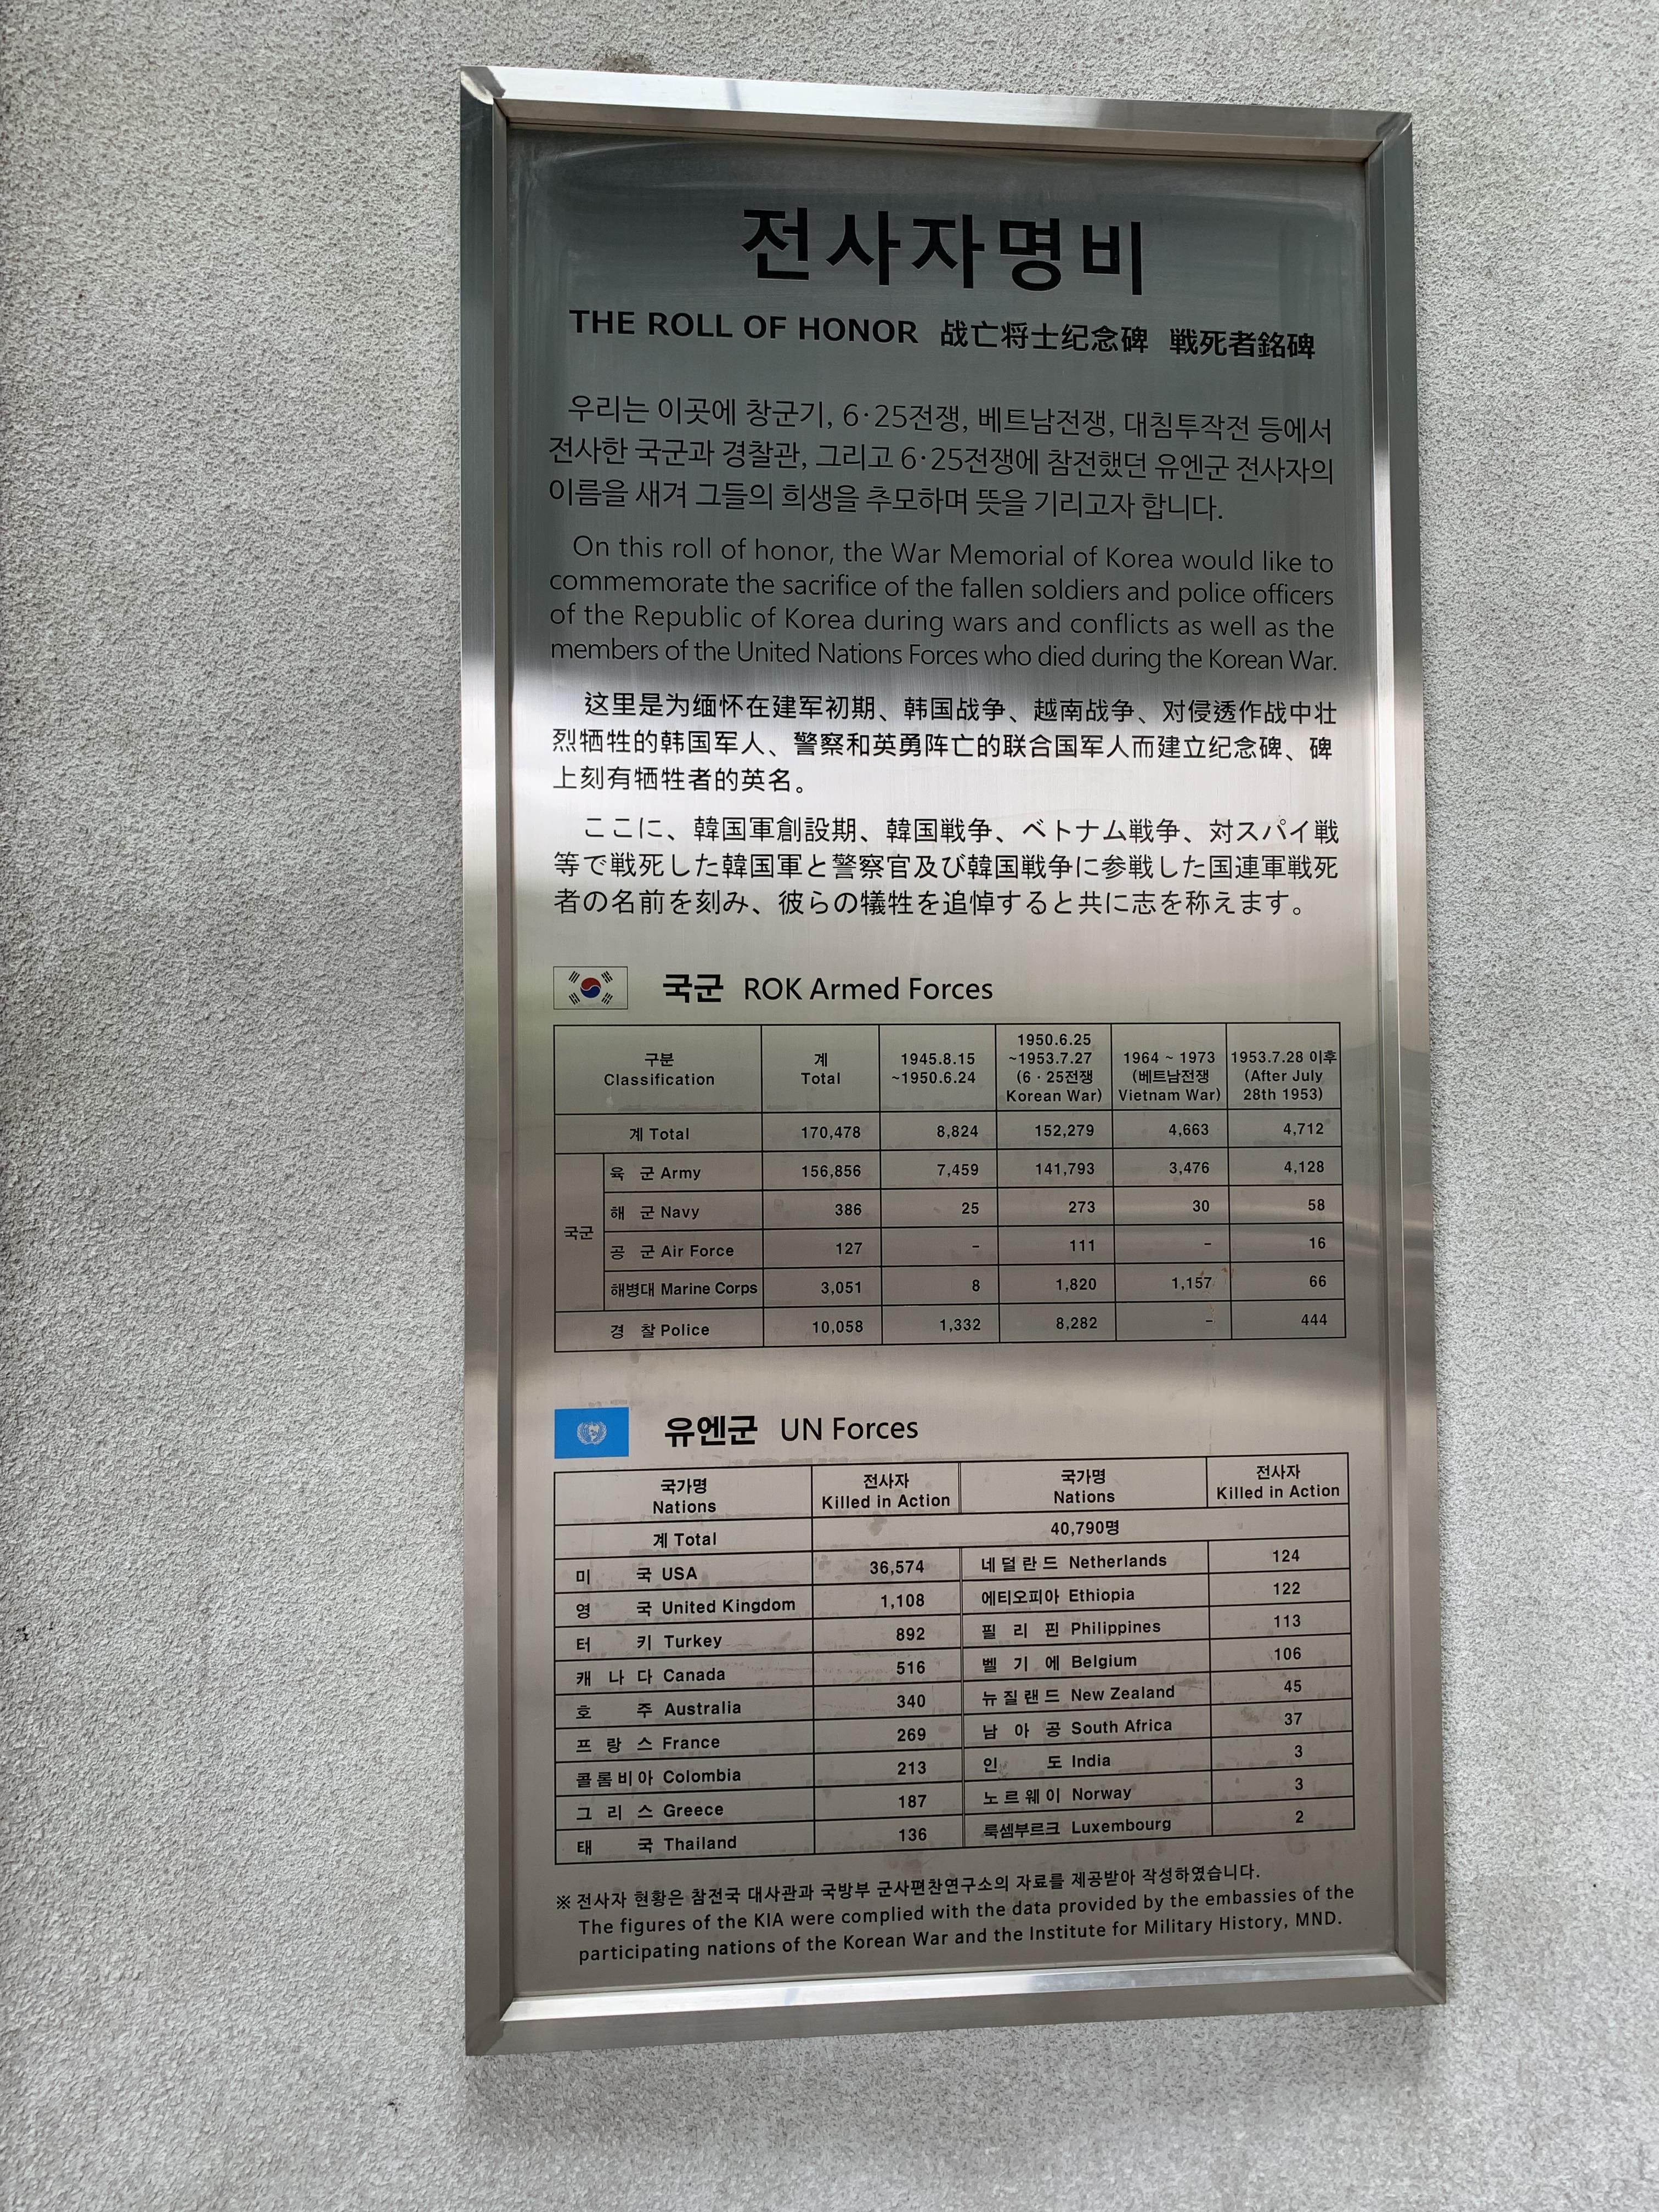 전사자명비
THE ROLL OF HONOR 战亡将士纪念碑 戦死者銘碑
우리는 이곳에 창군기, 6·25전쟁, 베트남전쟁, 대침투작전 등에서
전사한 국군과 경찰관, 그리고 6·25전쟁에 참전했던 유엔군 전사자의
이름을 새겨 그들의 희생을 추모하며 뜻을 기리고자 합니다.
On this roll of honor, the War Memorial of Korea would like to
commemorate the sacrifice of the fallen soldiers and police officers
of the Republic of Korea during wars and conflicts as well as the
members of the United Nations Forces who died during the Korean War.
这里是为缅怀在建军初期、韩国战争、越南战争、对侵透作战中壮
烈牺牲的韩国军人、警察和英勇阵亡的联合国军人而建立纪念碑、碑
上刻有牺牲者的英名。
ここに、韓国軍創設期、韓国戦争、ベトナム戦争、対スパイ戦
等で戦死した韓国軍と警察官及び韓国戦争に参戦した国連軍戦死
者の名前を刻み、彼らの犠牲を追悼すると共に志を称えます。
국군 ROK Armed Forces
구분 Classification 계 Total 1945.8.15 ~1950.6.24 1950.6.25 ~1953.7.27 (6·25전쟁 Korean War) 1964 ~ 1973 (베트남전쟁 Vietnam War) 1953.7.28 이후 (After July 28th 1953)
계 Total 170,478 8,824 152,279 4,663 4,712
국군
육 군 Army 156,856 7,459 141,793 3,476 4,128
해 군 Navy 386 25 273 30 58
공 군 Air Force 127 - 111 - 16
해병대 Marine Corps 3,051 8 1,820 1,157 66
경 찰 Police 10,058 1,332 8,282 - 444
유엔군 UN Forces
국가명 Nations 전사자 Killed in Action 국가명 Nations 전사자 Killed in Action
계 Total 40,790명
미 국 USA 36,574 네덜란드 Netherlands 124
영 국 United Kingdom 1,108 에티오피아 Ethiopia 122
터 키 Turkey 892 필 리 핀 Philippines 113
캐 나 다 Canada 516 벨 기 에 Belgium 106
호 주 Australia 340 뉴질랜드 New Zealand 45
프 랑 스 France 269 남 아 공 South Africa 37
콜롬비아 Colombia 213 인 도 India 3
그 리 스 Greece 187 노르웨이 Norway 3
태 국 Thailand 136 룩셈부르크 Luxembourg 2
※ 전사자 현황은 참전국 대사관과 국방부 군사편찬연구소의 자료를 제공받아 작성하였습니다.
The figures of the KIA were complied with the data provided by the embassies of the
participating nations of the Korean War and the Institute for Military History, MND.